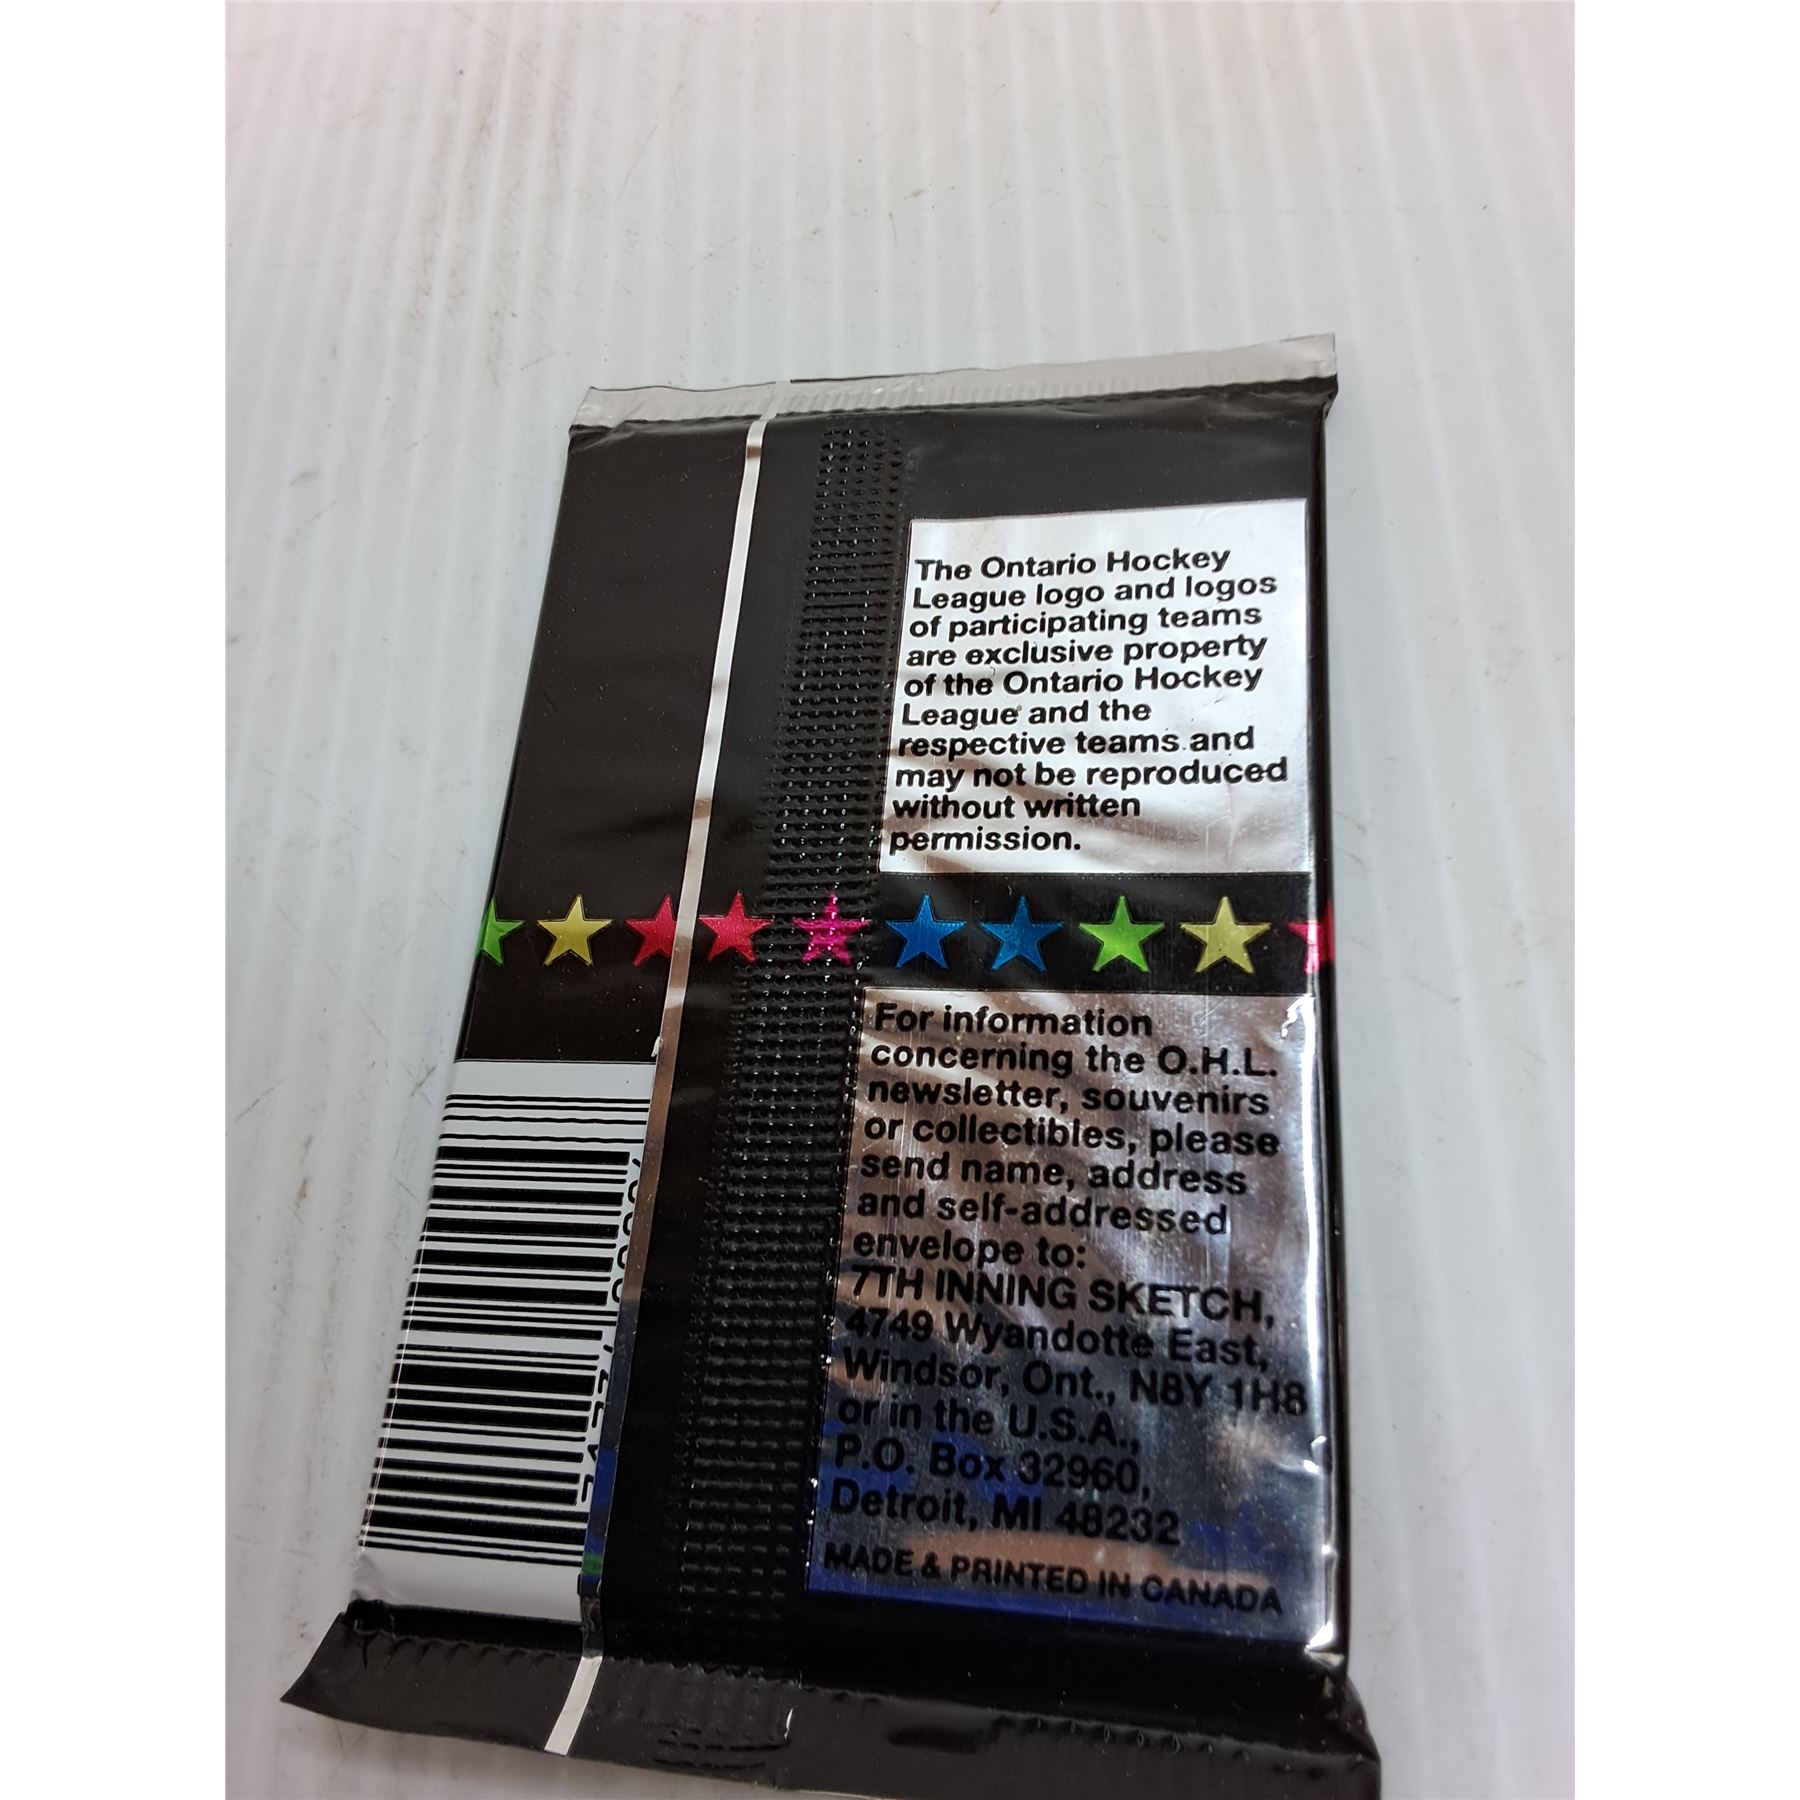 The Ontario Hockey
League logo and logos
of participating teams
are exclusive property
of the Ontario Hockey
League and the
respective teams and
may not be reproduced
without written
permission.
For information
concerning the O.H.L.
newsletter, souvenirs
or collectibles, please
send name, address
and self-addressed
envelope to:
7TH INNING SKETCH,
4749 Wyandotte East,
Windsor, Ont., N8Y 1H8
or in the U.S.A.,
P.O. Box 32960,
Detroit, MI 48232
MADE & PRINTED IN CANADA